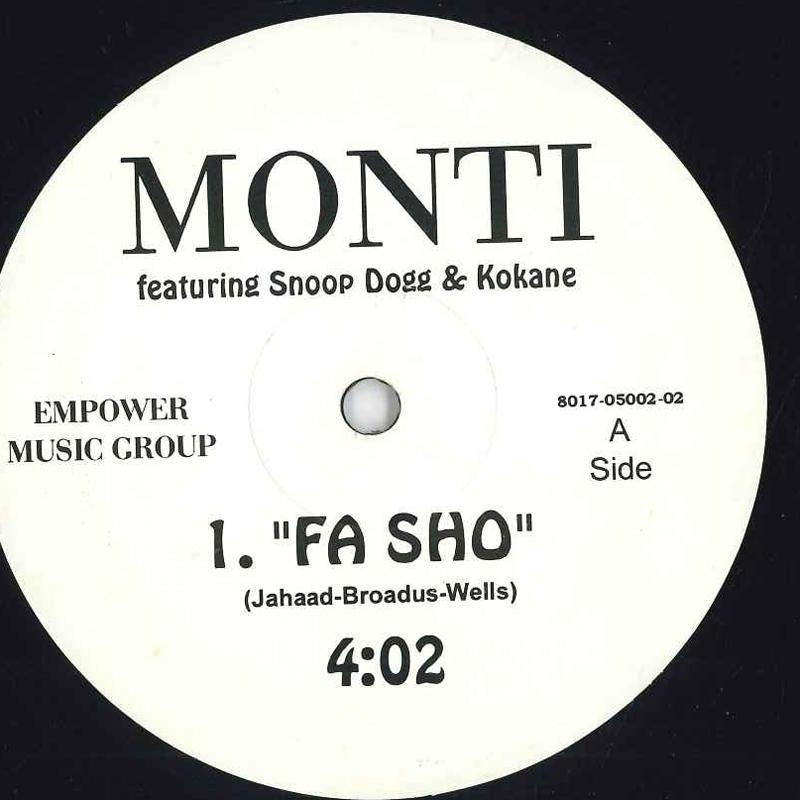 MONTI
featuring Snoop Dogg & Kokane
EMPOWER
MUSIC GROUP
8017-05002-02
A
Side
1. "FA SHO"
(Jahaad-Broadus-Wells)
4:02